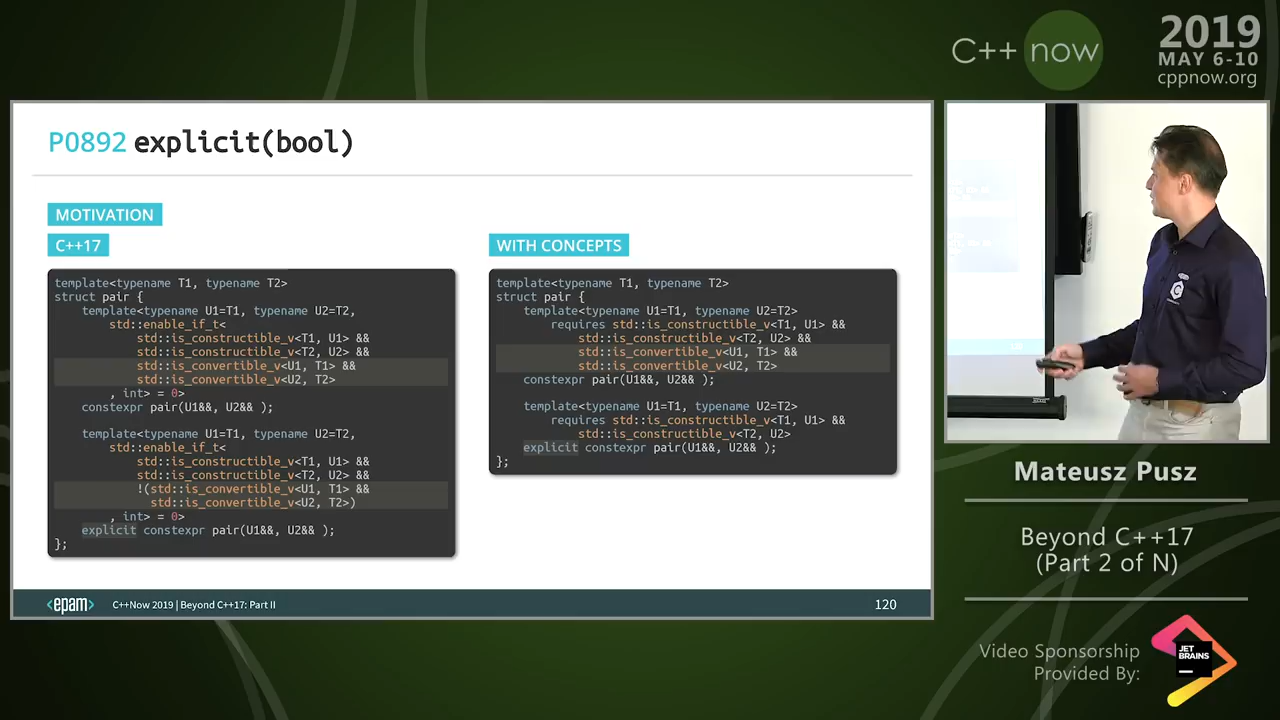 C++ now
2019
MAY 6-10
cppnow.org
P0892 explicit(bool)
MOTIVATION
C++17
template<typename T1, typename T2>
struct pair {
    template<typename U1=T1, typename U2=T2,
        std::enable_if_t<
            std::is_constructible_v<T1, U1> &&
            std::is_constructible_v<T2, U2> &&
            std::is_convertible_v<U1, T1> &&
            std::is_convertible_v<U2, T2>
        , int> = 0>
    constexpr pair(U1&&, U2&& );
    template<typename U1=T1, typename U2=T2,
        std::enable_if_t<
            std::is_constructible_v<T1, U1> &&
            std::is_constructible_v<T2, U2> &&
            !(std::is_convertible_v<U1, T1> &&
              std::is_convertible_v<U2, T2>)
        , int> = 0>
    explicit constexpr pair(U1&&, U2&& );
};
WITH CONCEPTS
template<typename T1, typename T2>
struct pair {
    template<typename U1=T1, typename U2=T2>
        requires std::is_constructible_v<T1, U1> &&
            std::is_constructible_v<T2, U2> &&
            std::is_convertible_v<U1, T1> &&
            std::is_convertible_v<U2, T2>
    constexpr pair(U1&&, U2&& );
    template<typename U1=T1, typename U2=T2>
        requires std::is_constructible_v<T1, U1> &&
            std::is_constructible_v<T2, U2>
    explicit constexpr pair(U1&&, U2&& );
};
<epam>
C++Now 2019 | Beyond C++17: Part II
120
Mateusz Pusz
Beyond C++17
(Part 2 of N)
Video Sponsorship
Provided By:
JET
BRAINS